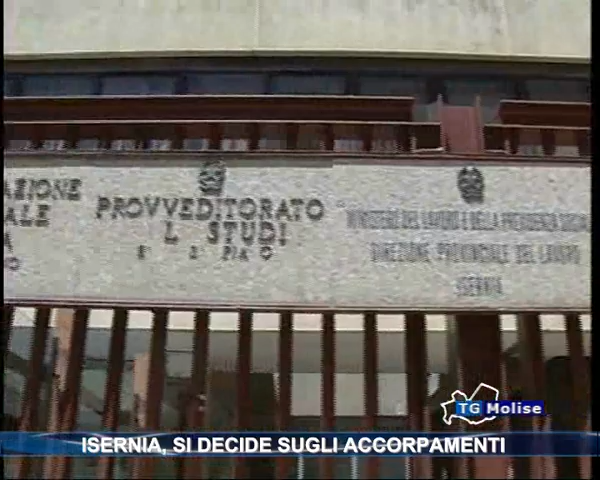 AZIONE
ALE
A
O
PROVVEDITORATO
L STUDI
MINISTERO DEL LAVORO E DELLA PREVIDENZA SOCIALE
DIREZIONE PROVINCIALE DEL LAVORO
ISERNIA
TG Molise
ISERNIA, SI DECIDE SUGLI ACCORPAMENTI